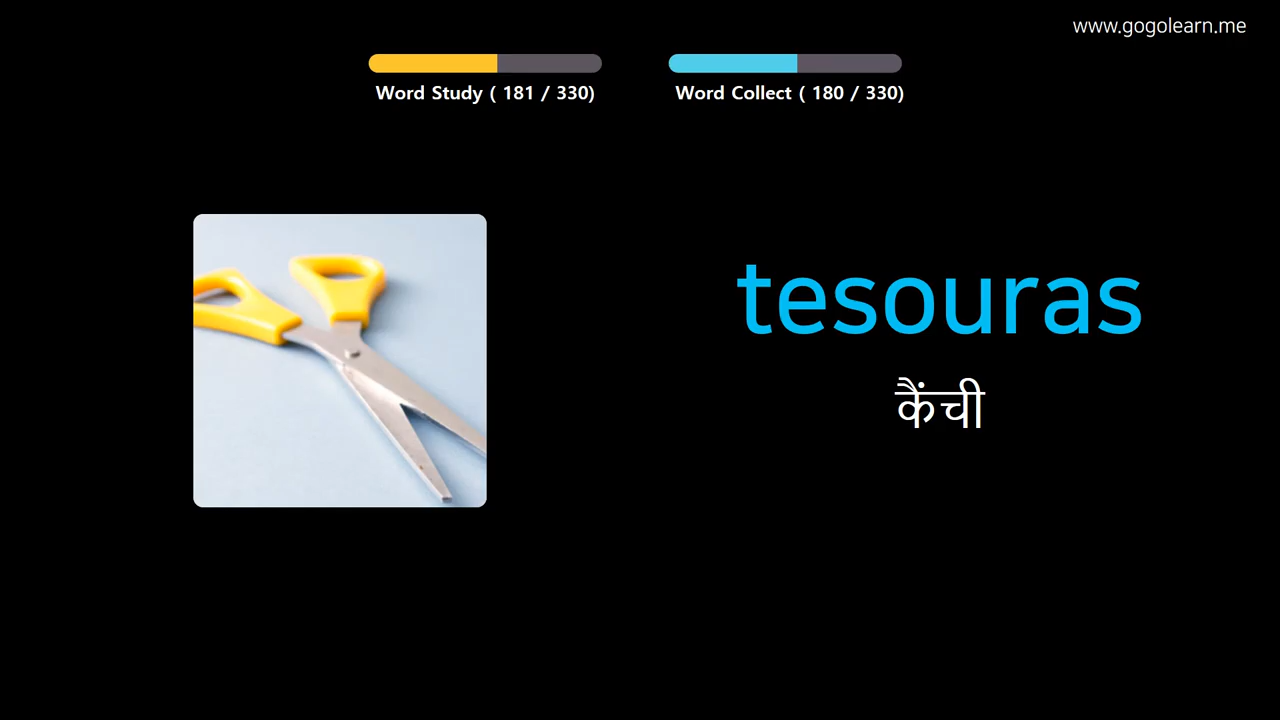 www.gogolearn.me
Word Study ( 181 / 330)
Word Collect ( 180 / 330)
tesouras
कैंची